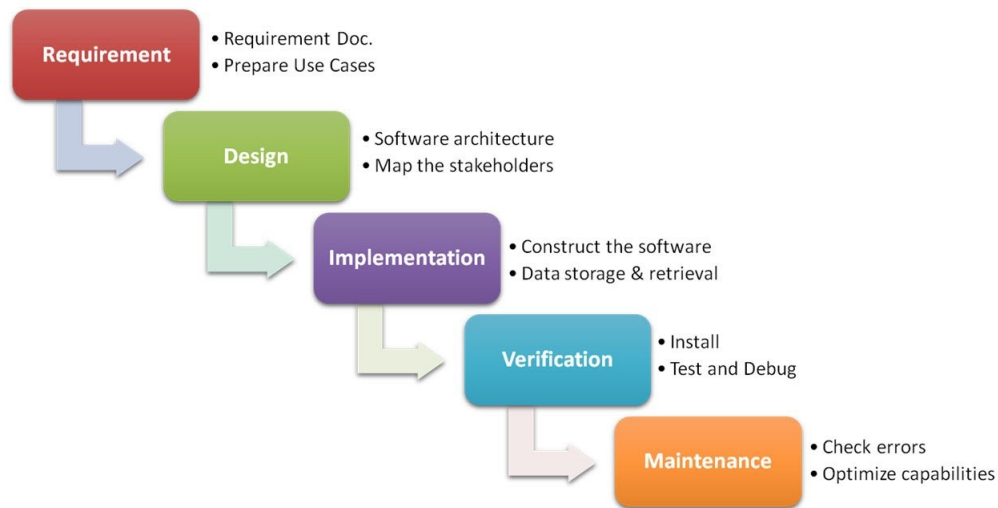 Requirement
• Requirement Doc.
• Prepare Use Cases
Design
• Software architecture
• Map the stakeholders
Implementation
• Construct the software
• Data storage & retrieval
Verification
• Install
• Test and Debug
Maintenance
• Check errors
• Optimize capabilities